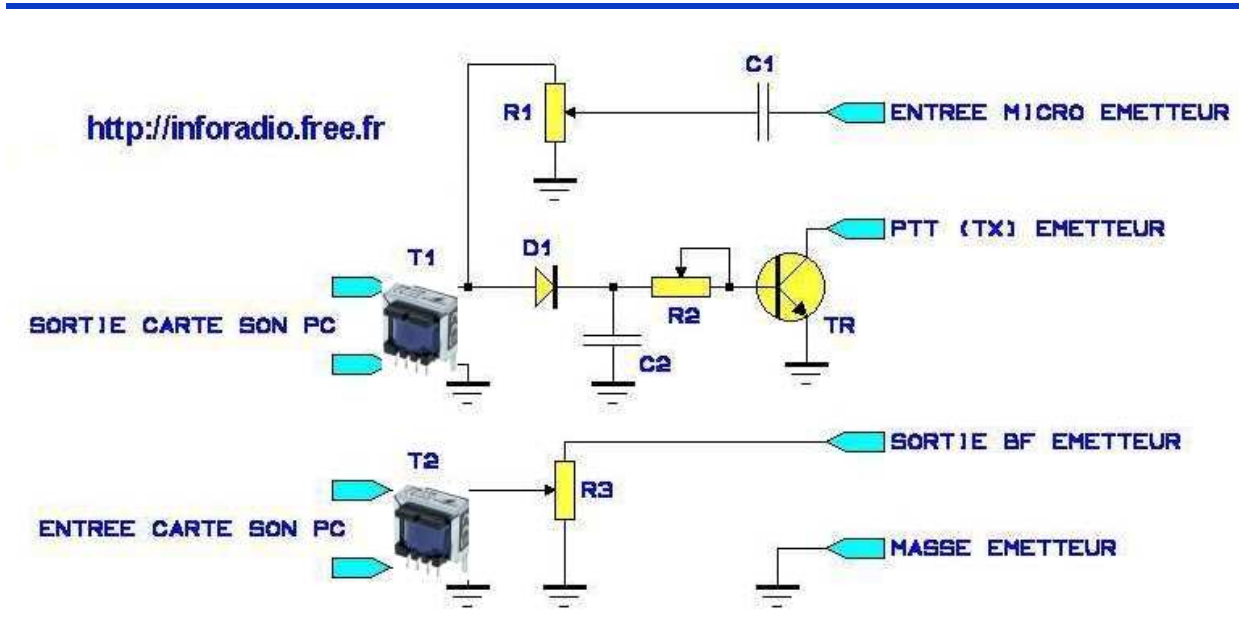 C1
R1
ENTREE MICRO EMETTEUR
http://inforadio.free.fr
PTT (TX) EMETTEUR
T1
D1
SORTIE CARTE SON PC
R2
TR
C2
SORTIE BF EMETTEUR
T2
R3
ENTREE CARTE SON PC
MASSE EMETTEUR